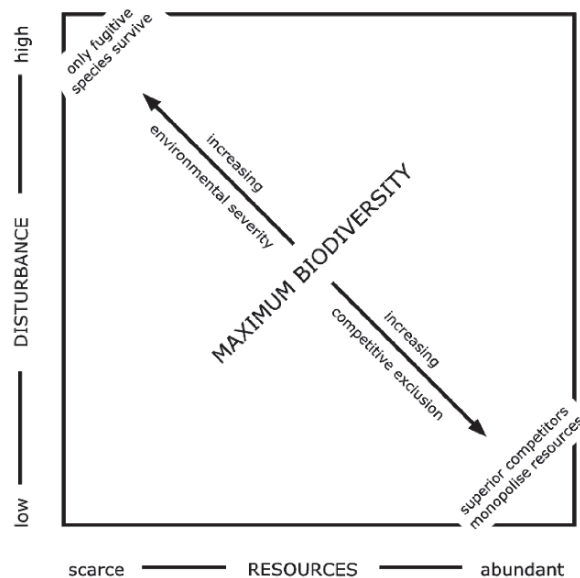 high
DISTURBANCE
low
only fugitive
species survive
increasing
environmental severity
MAXIMUM BIODIVERSITY
increasing
competitive exclusion
superior competitors
monopolise resources
scarce RESOURCES abundant